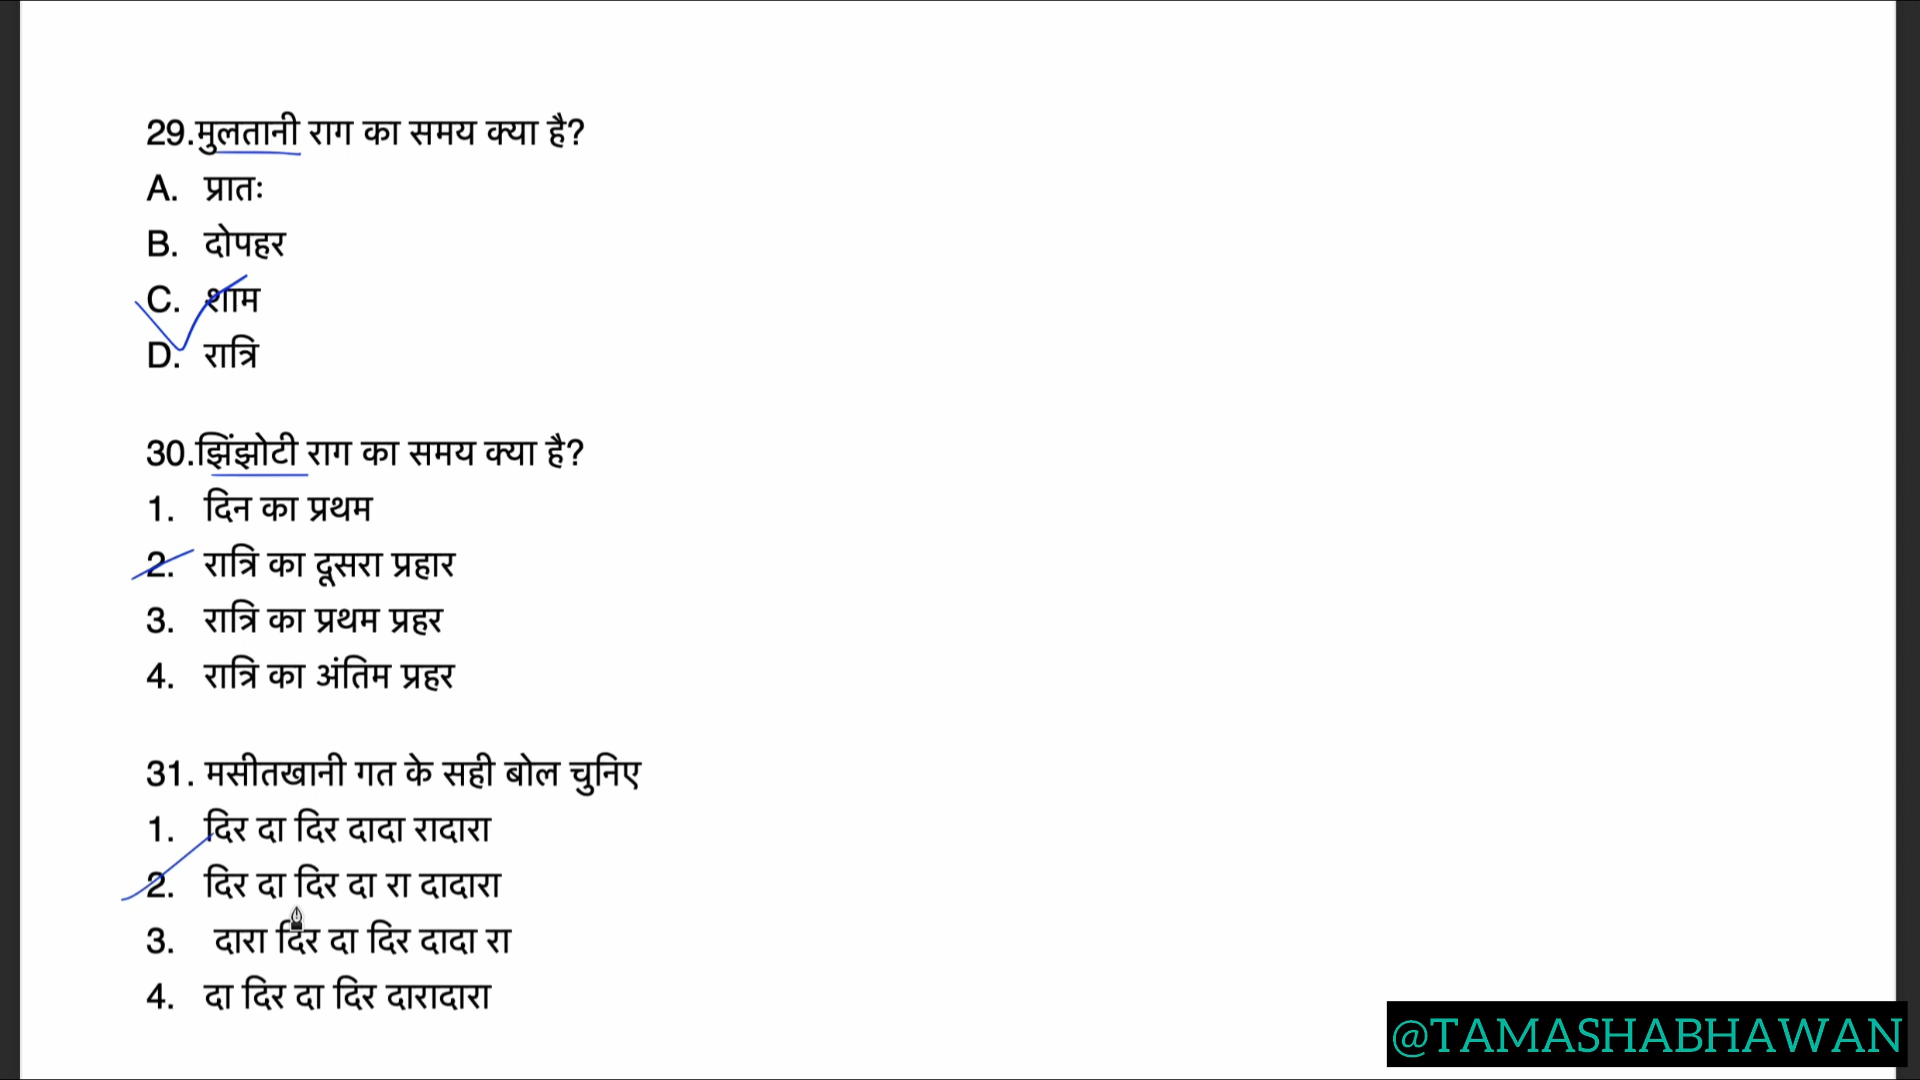 29.मुलतानी राग का समय क्या है?
A. प्रातः
B. दोपहर
C. शाम
D. रात्रि
30.झिंझोटी राग का समय क्या है?
1. दिन का प्रथम
2. रात्रि का दूसरा प्रहार
3. रात्रि का प्रथम प्रहर
4. रात्रि का अंतिम प्रहर
31. मसीतखानी गत के सही बोल चुनिए
1. दिर दा दिर दादा रादारा
2. दिर दा दिर दा रा दादारा
3. दारा दिर दा दिर दादा रा
4. दा दिर दा दिर दारादारा
@TAMASHABHAWAN